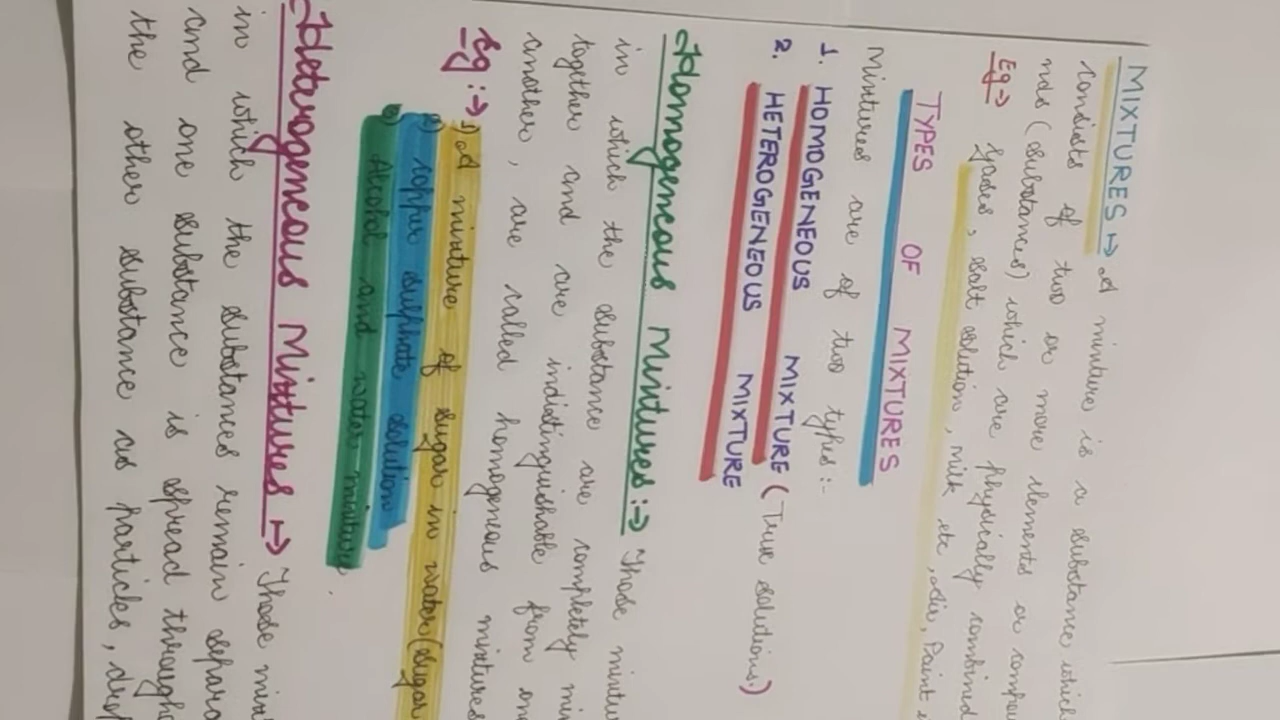 MIXTURES → A mixture is a substance, which
consists of two or more elements or compou
nds (substances) which are physically combined
Eg → gases, salt solution, milk etc, air, Paint
TYPES OF MIXTURES
Mixtures are of two types :-
1. HOMOGENEOUS MIXTURE (True solutions.)
2. HETEROGENEOUS MIXTURE
Homogeneous Mixtures :→ Those mixtu
in which the substance are completely mi
together and are indistinguishable from one
another, are called homogeneous mixtures
Eg :→ 1) A mixture of sugar in water (sugar
2) copper sulphate solution
3) Alcohol and water mixture.
Heterogeneous Mixtures → Those mixt
in which the substances remain separa
and one substance is spread througho
the other substance as particles, drop